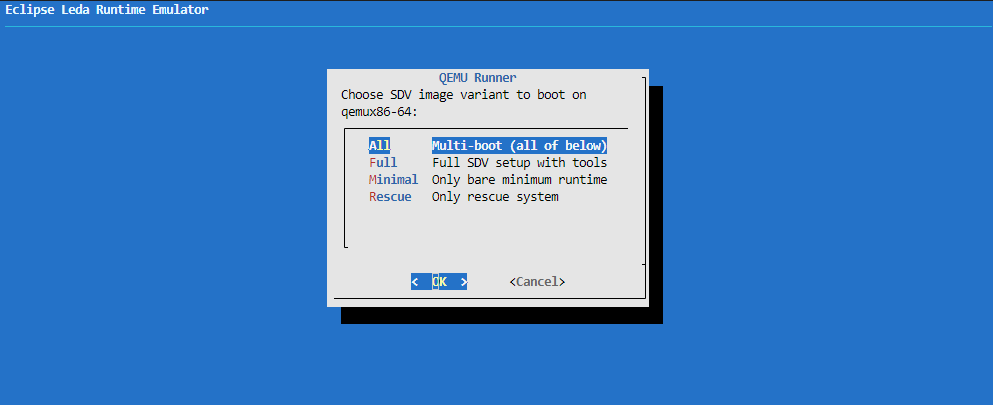 Eclipse Leda Runtime Emulator
QEMU Runner
Choose SDV image variant to boot on
qemux86-64:
All Multi-boot (all of below)
Full Full SDV setup with tools
Minimal Only bare minimum runtime
Rescue Only rescue system
< OK > <Cancel>